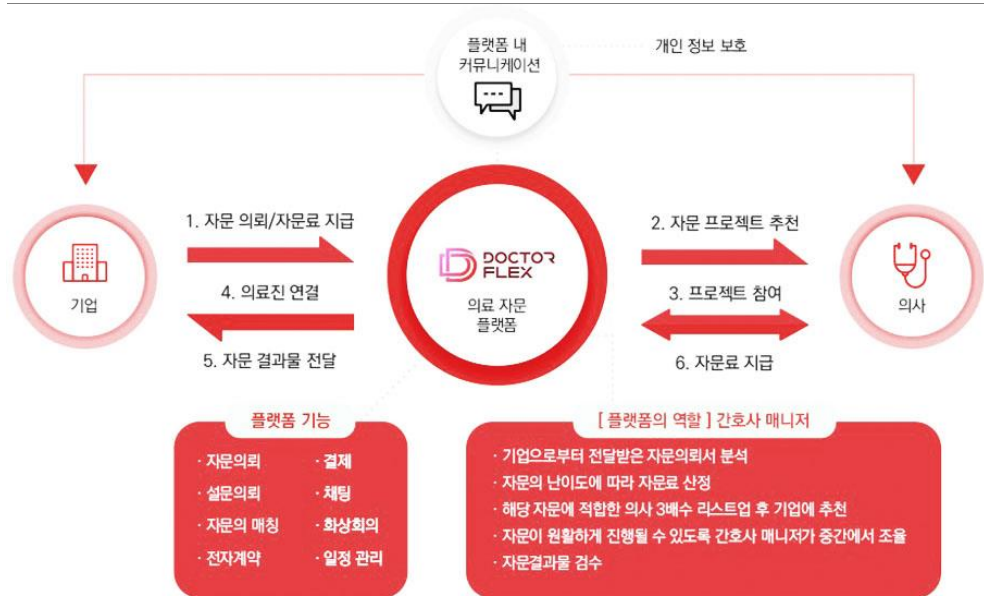 플랫폼 내
커뮤니케이션
개인 정보 보호
1. 자문 의뢰/자문료 지급
2. 자문 프로젝트 추천
기업
4. 의료진 연결
DOCTOR
FLEX
의료 자문
플랫폼
3. 프로젝트 참여
의사
5. 자문 결과물 전달
6. 자문료 지급
플랫폼 기능
· 자문의뢰
· 결제
· 설문의뢰
· 채팅
· 자문의 매칭
· 화상회의
· 전자계약
· 일정 관리
[ 플랫폼의 역할 ] 간호사 매니저
· 기업으로부터 전달받은 자문의뢰서 분석
· 자문의 난이도에 따라 자문료 산정
· 해당 자문에 적합한 의사 3배수 리스트업 후 기업에 추천
· 자문이 원활하게 진행될 수 있도록 간호사 매니저가 중간에서 조율
· 자문결과물 검수